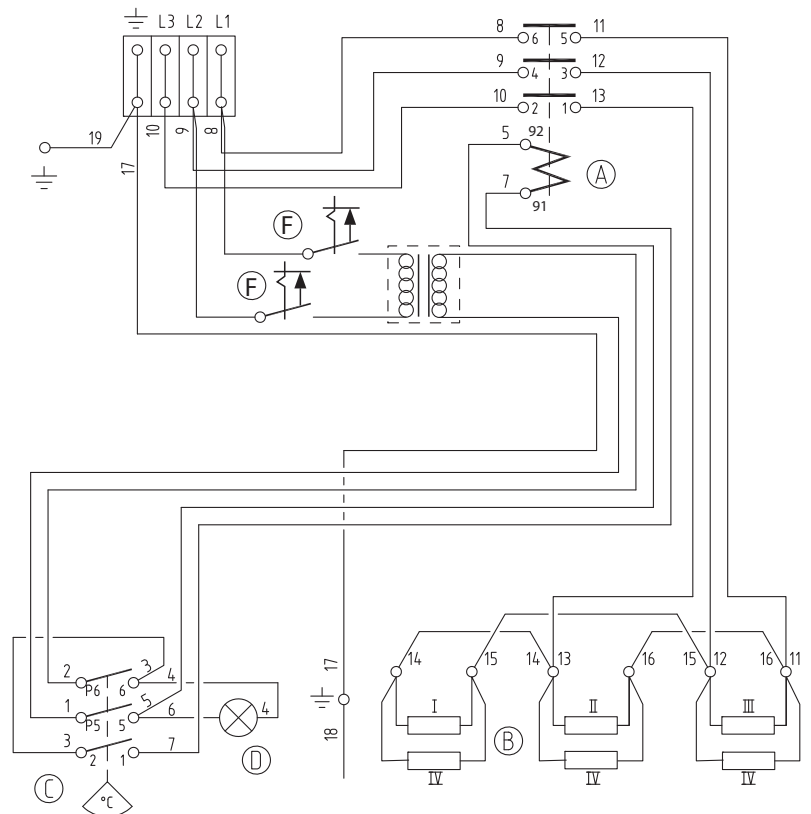 L3 L2 L1
8 6 5 11
9 4 3 12
10 2 1 13
19 17 10 9 8
5 92
A
7 91
F
F
17
18
2 P6 6 3 4
1 P5 5 5 6 4
3 2 1 7
C
°C
D
14 15 14 13 16 15 12 16 11
I II III
B
IV IV IV